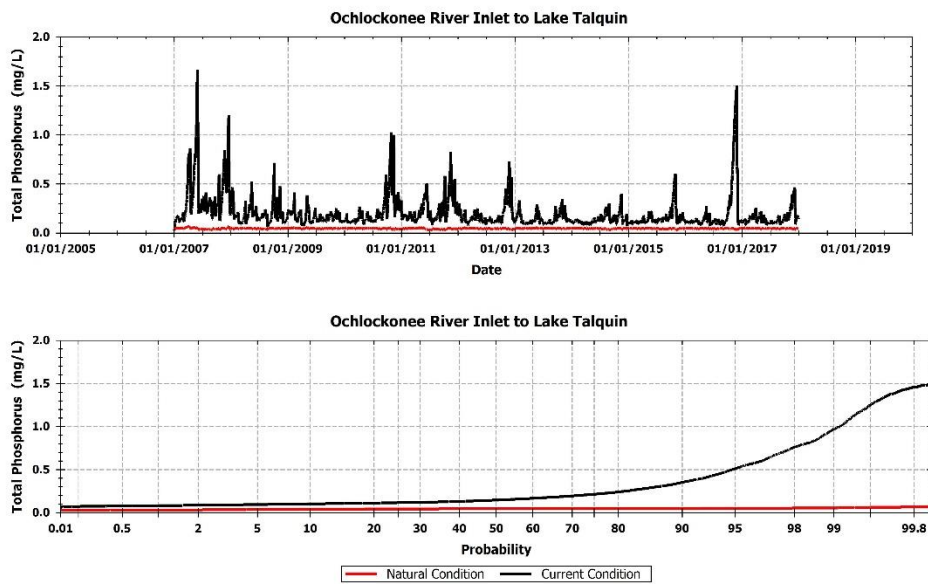 Ochlockonee River Inlet to Lake Talquin
Total Phosphorus (mg/L)
2.0
1.5
1.0
0.5
0.0
01/01/2005 01/01/2007 01/01/2009 01/01/2011 01/01/2013 01/01/2015 01/01/2017 01/01/2019
Date
Ochlockonee River Inlet to Lake Talquin
Total Phosphorus (mg/L)
2.0
1.5
1.0
0.5
0.0
0.01 0.5 2 5 10 20 30 40 50 60 70 80 90 95 98 99 99.8
Probability
Natural Condition Current Condition